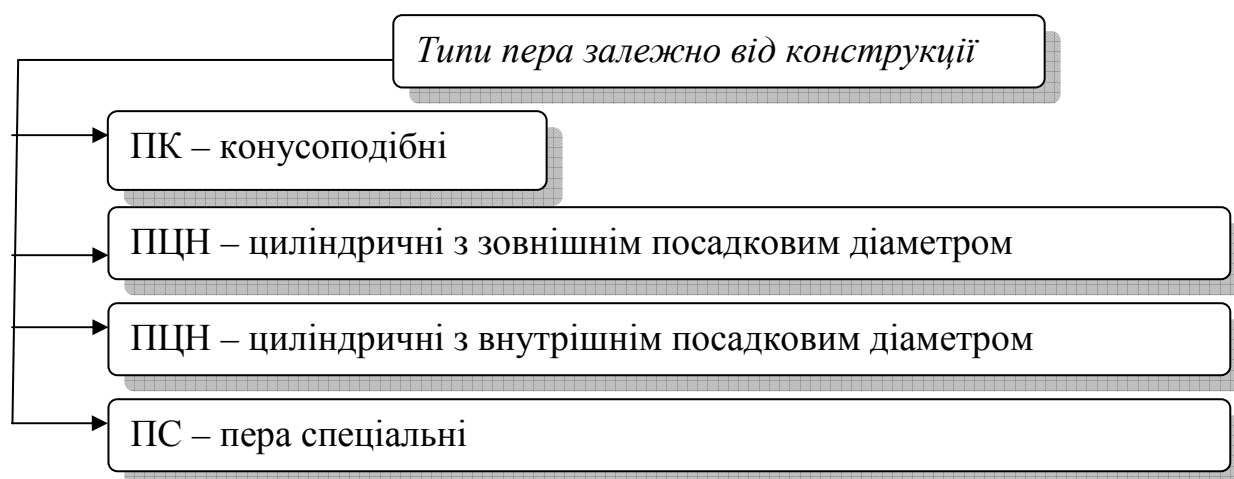 Типи пера залежно від конструкції
ПК – конусоподібні
ПЦН – циліндричні з зовнішнім посадковим діаметром
ПЦН – циліндричні з внутрішнім посадковим діаметром
ПС – пера спеціальні